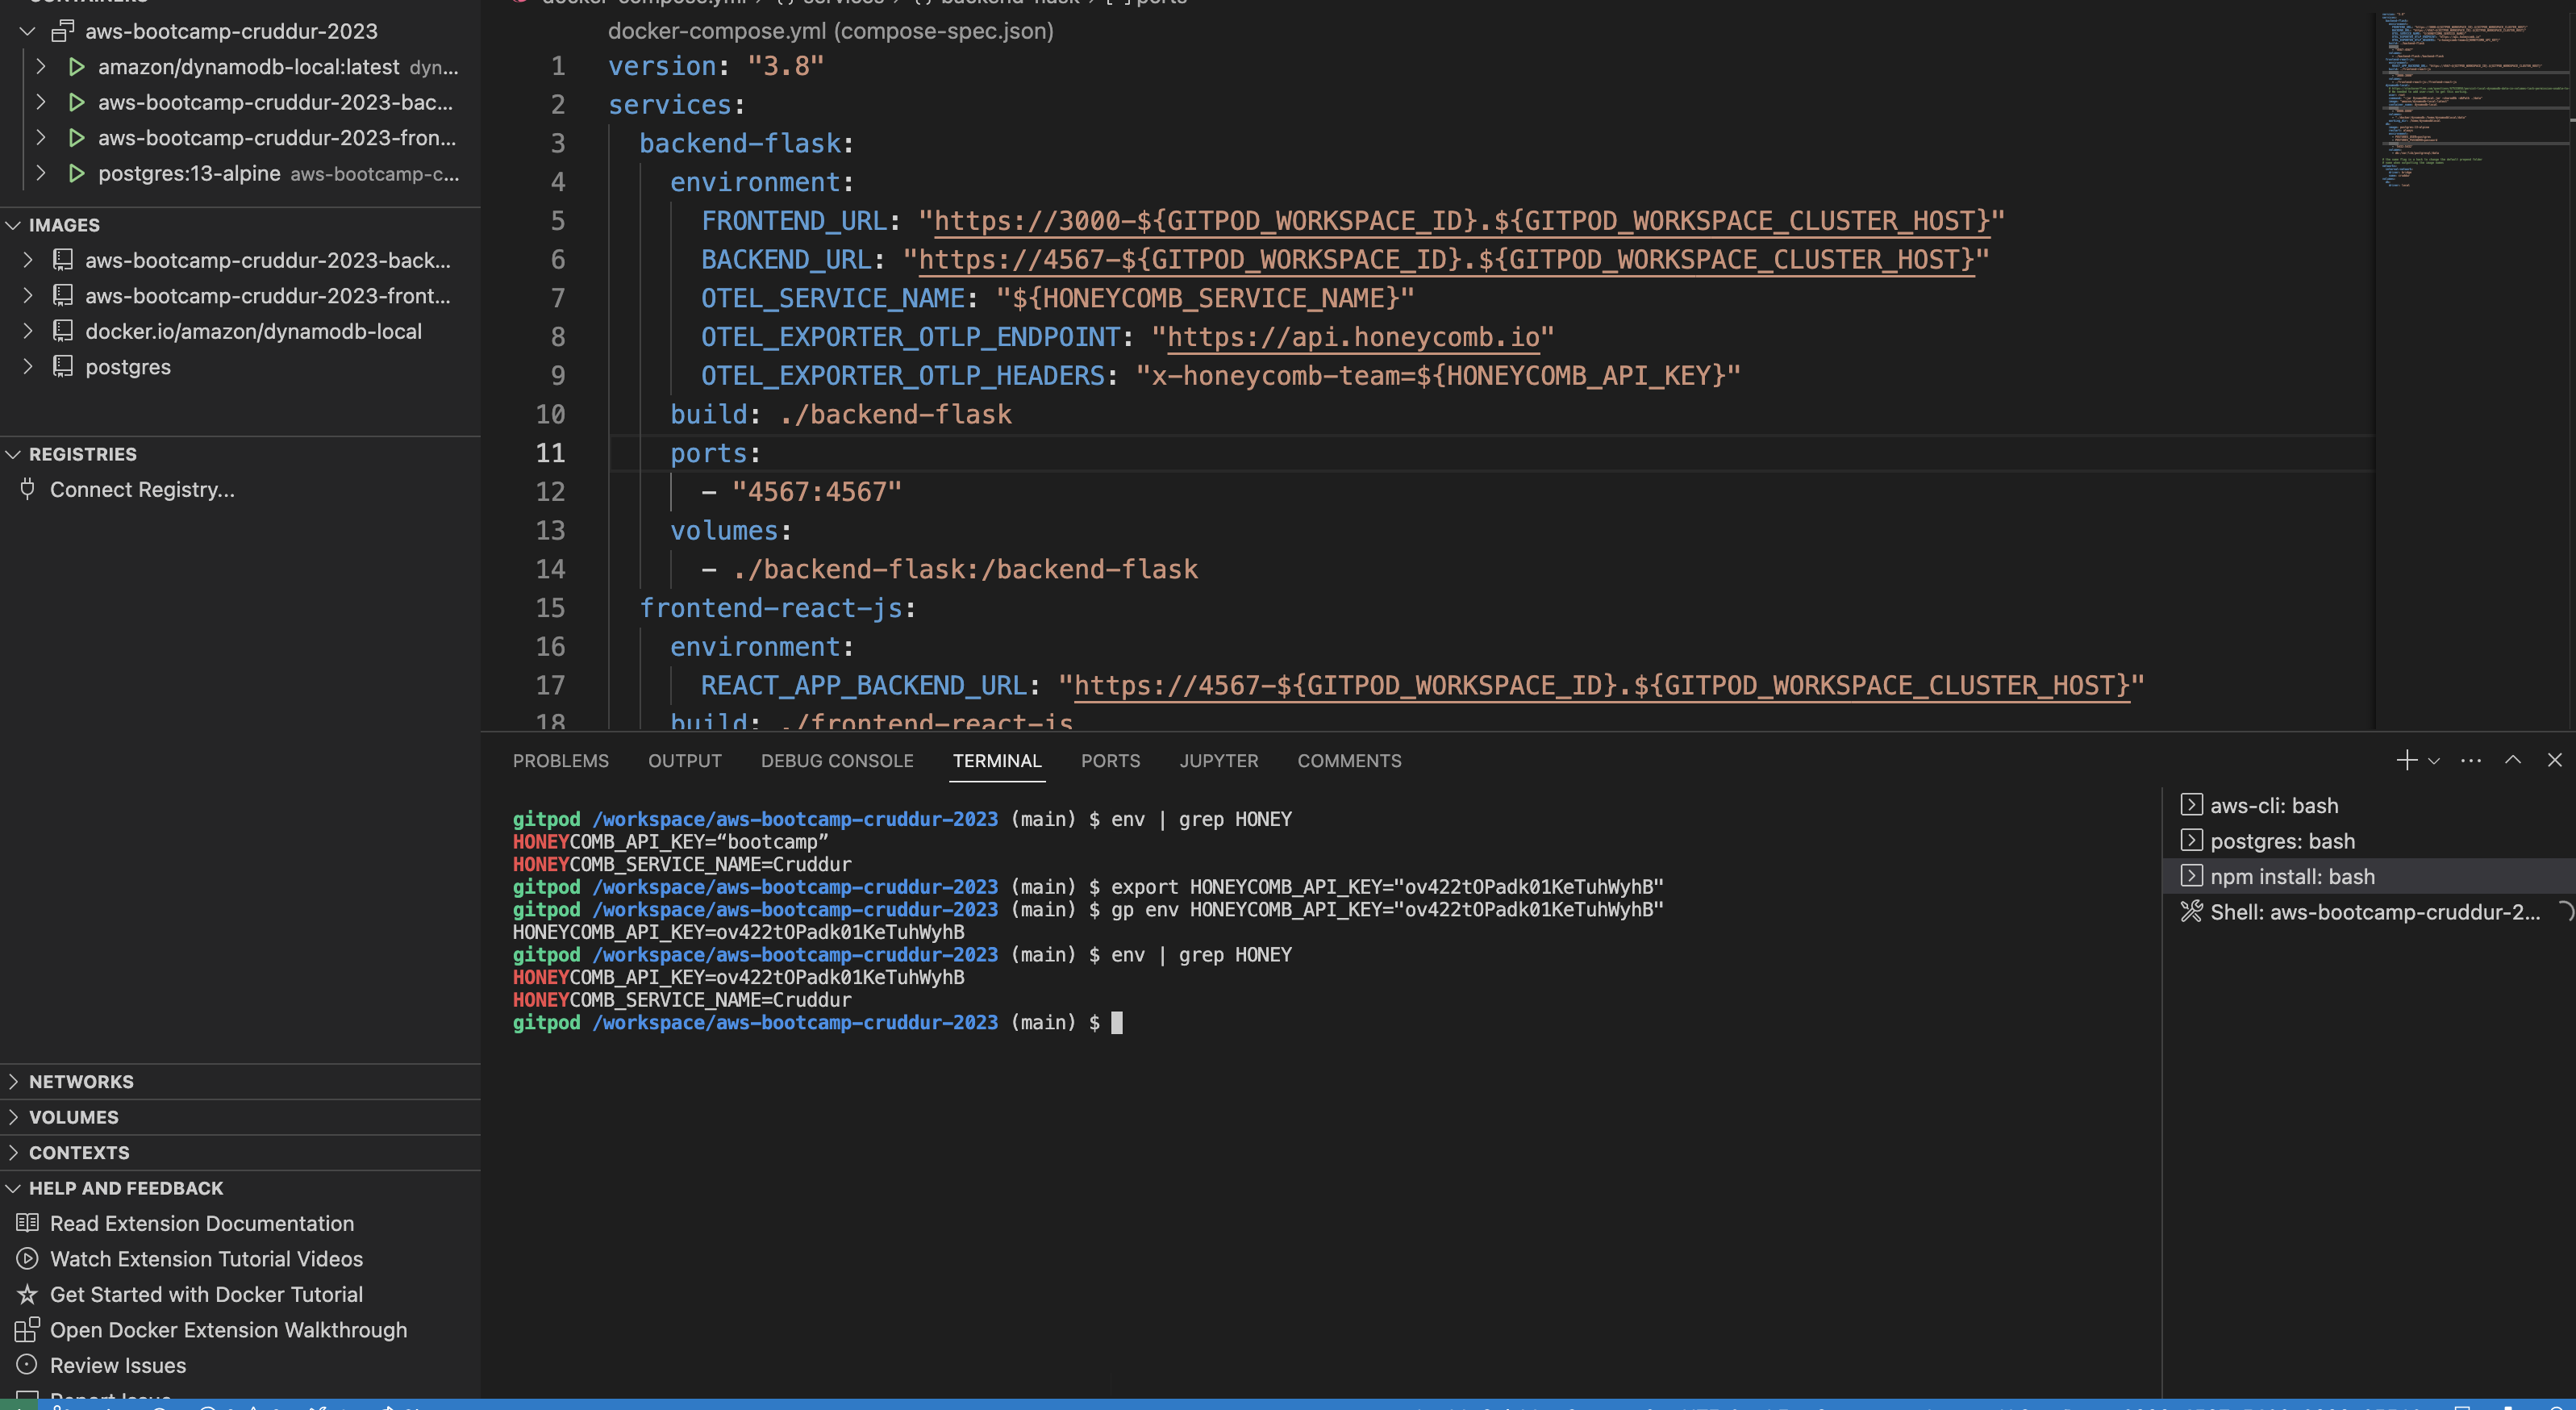 aws-bootcamp-cruddur-2023
amazon/dynamodb-local:latest dyn...
aws-bootcamp-cruddur-2023-bac...
aws-bootcamp-cruddur-2023-fron...
postgres:13-alpine aws-bootcamp-c...
IMAGES
aws-bootcamp-cruddur-2023-back...
aws-bootcamp-cruddur-2023-front...
docker.io/amazon/dynamodb-local
postgres
REGISTRIES
Connect Registry...
NETWORKS
VOLUMES
CONTEXTS
HELP AND FEEDBACK
Read Extension Documentation
Watch Extension Tutorial Videos
Get Started with Docker Tutorial
Open Docker Extension Walkthrough
Review Issues
docker-compose.yml (compose-spec.json)
1 version: "3.8"
2 services:
3 backend-flask:
4 environment:
5 FRONTEND_URL: "https://3000-${GITPOD_WORKSPACE_ID}.${GITPOD_WORKSPACE_CLUSTER_HOST}"
6 BACKEND_URL: "https://4567-${GITPOD_WORKSPACE_ID}.${GITPOD_WORKSPACE_CLUSTER_HOST}"
7 OTEL_SERVICE_NAME: "${HONEYCOMB_SERVICE_NAME}"
8 OTEL_EXPORTER_OTLP_ENDPOINT: "https://api.honeycomb.io"
9 OTEL_EXPORTER_OTLP_HEADERS: "x-honeycomb-team=${HONEYCOMB_API_KEY}"
10 build: ./backend-flask
11 ports:
12 - "4567:4567"
13 volumes:
14 - ./backend-flask:/backend-flask
15 frontend-react-js:
16 environment:
17 REACT_APP_BACKEND_URL: "https://4567-${GITPOD_WORKSPACE_ID}.${GITPOD_WORKSPACE_CLUSTER_HOST}"
18 build: ./frontend-react-js
PROBLEMS OUTPUT DEBUG CONSOLE TERMINAL PORTS JUPYTER COMMENTS
gitpod /workspace/aws-bootcamp-cruddur-2023 (main) $ env | grep HONEY
HONEYCOMB_API_KEY=“bootcamp”
HONEYCOMB_SERVICE_NAME=Cruddur
gitpod /workspace/aws-bootcamp-cruddur-2023 (main) $ export HONEYCOMB_API_KEY="ov422tOPadk01KeTuhWyhB"
gitpod /workspace/aws-bootcamp-cruddur-2023 (main) $ gp env HONEYCOMB_API_KEY="ov422tOPadk01KeTuhWyhB"
HONEYCOMB_API_KEY=ov422tOPadk01KeTuhWyhB
gitpod /workspace/aws-bootcamp-cruddur-2023 (main) $ env | grep HONEY
HONEYCOMB_API_KEY=ov422tOPadk01KeTuhWyhB
HONEYCOMB_SERVICE_NAME=Cruddur
gitpod /workspace/aws-bootcamp-cruddur-2023 (main) $
aws-cli: bash
postgres: bash
npm install: bash
Shell: aws-bootcamp-cruddur-2...